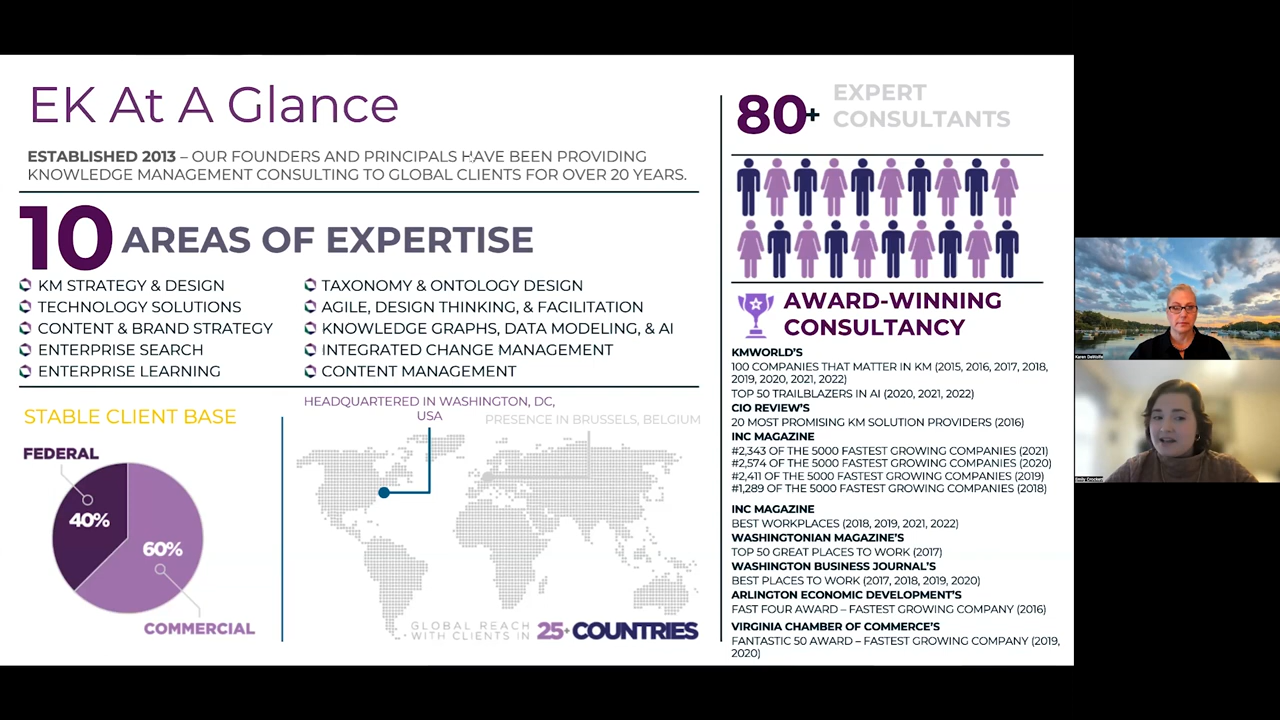 EK At A Glance
ESTABLISHED 2013 – OUR FOUNDERS AND PRINCIPALS HAVE BEEN PROVIDING
KNOWLEDGE MANAGEMENT CONSULTING TO GLOBAL CLIENTS FOR OVER 20 YEARS.
10 AREAS OF EXPERTISE
KM STRATEGY & DESIGN
TECHNOLOGY SOLUTIONS
CONTENT & BRAND STRATEGY
ENTERPRISE SEARCH
ENTERPRISE LEARNING
TAXONOMY & ONTOLOGY DESIGN
AGILE, DESIGN THINKING, & FACILITATION
KNOWLEDGE GRAPHS, DATA MODELING, & AI
INTEGRATED CHANGE MANAGEMENT
CONTENT MANAGEMENT
STABLE CLIENT BASE
FEDERAL
40%
60%
COMMERCIAL
HEADQUARTERED IN WASHINGTON, DC,
USA
PRESENCE IN BRUSSELS, BELGIUM
GLOBAL REACH
WITH CLIENTS IN 25+ COUNTRIES
80+ EXPERT
CONSULTANTS
AWARD-WINNING
CONSULTANCY
KMWORLD'S
100 COMPANIES THAT MATTER IN KM (2015, 2016, 2017, 2018,
2019, 2020, 2021, 2022)
TOP 50 TRAILBLAZERS IN AI (2020, 2021, 2022)
CIO REVIEW'S
20 MOST PROMISING KM SOLUTION PROVIDERS (2016)
INC MAGAZINE
#2,343 OF THE 5000 FASTEST GROWING COMPANIES (2021)
#2,574 OF THE 5000 FASTEST GROWING COMPANIES (2020)
#2,411 OF THE 5000 FASTEST GROWING COMPANIES (2019)
#1,289 OF THE 5000 FASTEST GROWING COMPANIES (2018)
INC MAGAZINE
BEST WORKPLACES (2018, 2019, 2021, 2022)
WASHINGTONIAN MAGAZINE'S
TOP 50 GREAT PLACES TO WORK (2017)
WASHINGTON BUSINESS JOURNAL'S
BEST PLACES TO WORK (2017, 2018, 2019, 2020)
ARLINGTON ECONOMIC DEVELOPMENT'S
FAST FOUR AWARD – FASTEST GROWING COMPANY (2016)
VIRGINIA CHAMBER OF COMMERCE'S
FANTASTIC 50 AWARD – FASTEST GROWING COMPANY (2019,
2020)
Karen DeWolfe
Emily Crockett